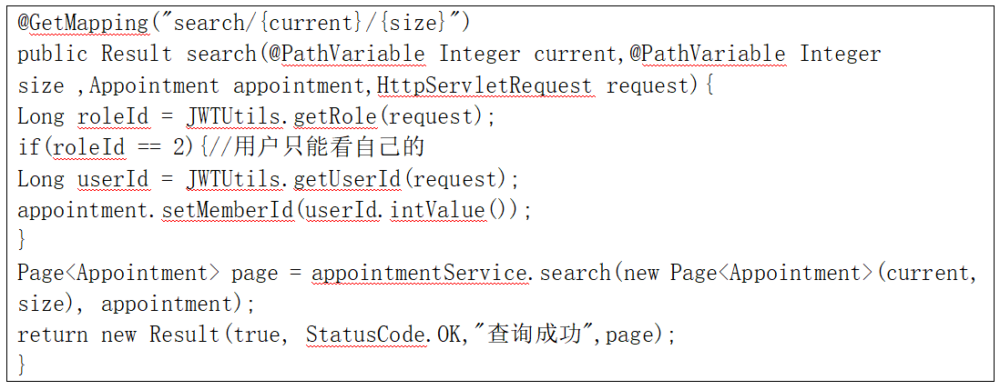 @GetMapping("search/{current}/{size}")
public Result search(@PathVariable Integer current,@PathVariable Integer
size ,Appointment appointment,HttpServletRequest request){
Long roleId = JWTUtils.getRole(request);
if(roleId == 2){//用户只能看自己的
Long userId = JWTUtils.getUserId(request);
appointment.setMemberId(userId.intValue());
}
Page<Appointment> page = appointmentService.search(new Page<Appointment>(current,
size), appointment);
return new Result(true, StatusCode.OK,"查询成功",page);
}